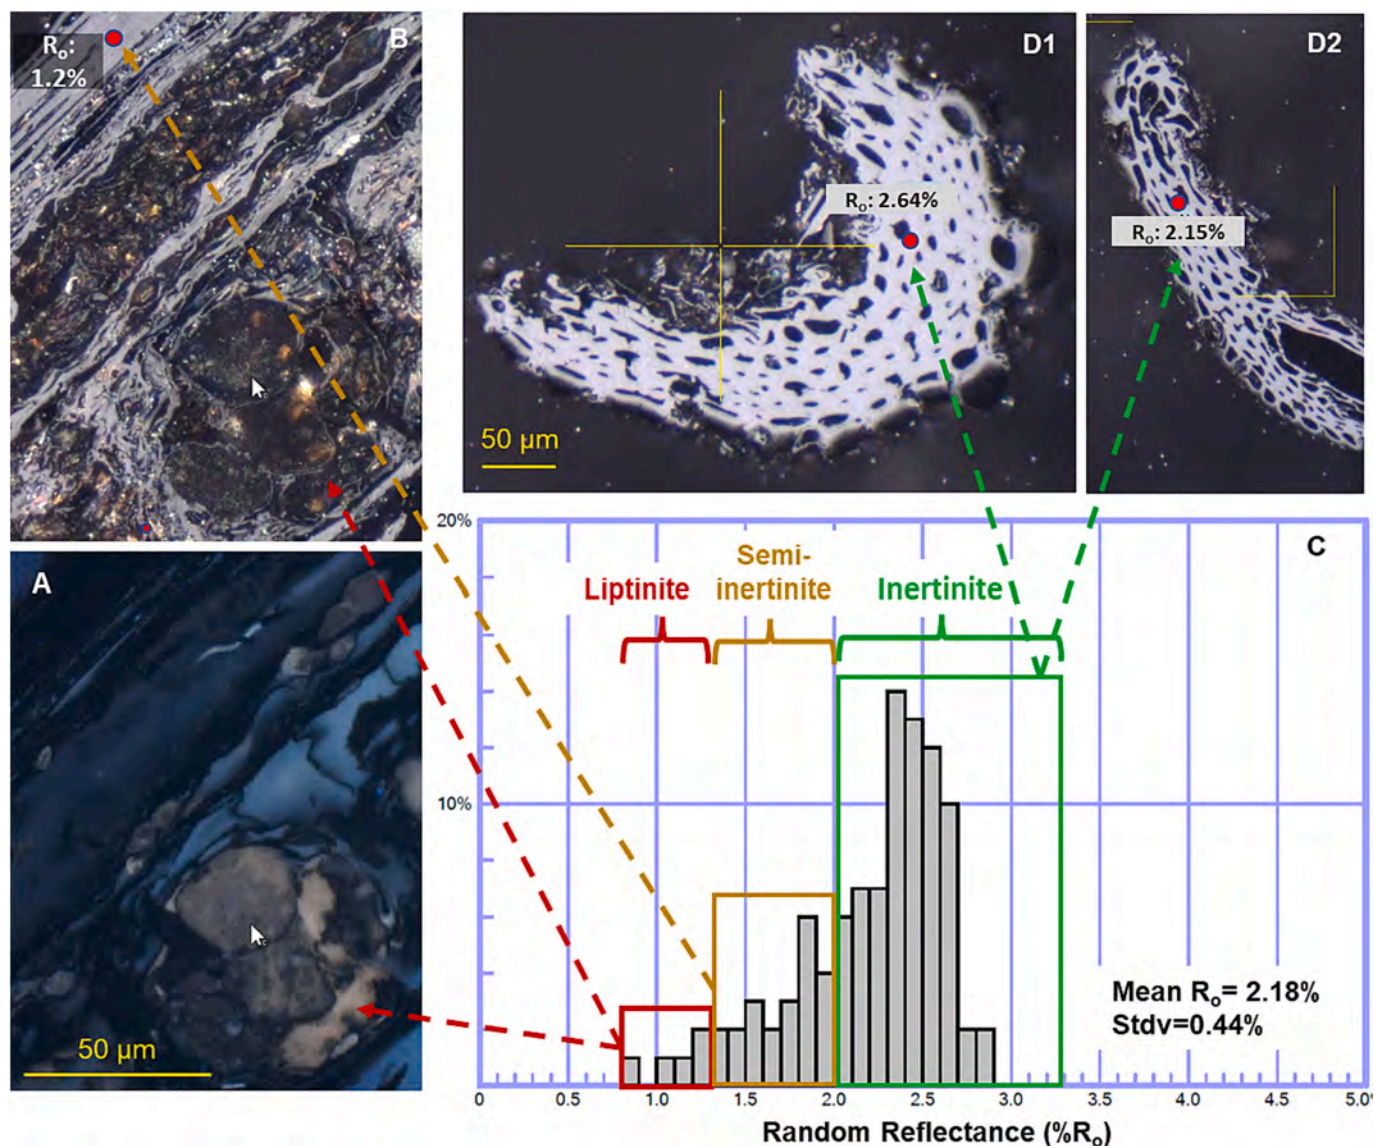 B
Rₒ:
1.2%
D1
Rₒ: 2.64%
50 µm
D2
Rₒ: 2.15%
A
50 µm
C
20%
10%
Liptinite
Semi-
inertinite
Inertinite
Mean Rₒ= 2.18%
Stdv=0.44%
0 0.5 1.0 1.5 2.0 2.5 3.0 3.5 4.0 4.5 5.0
Random Reflectance (%Rₒ)